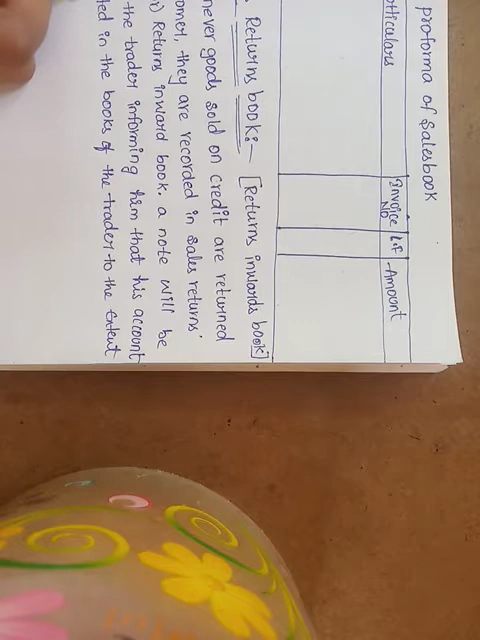 proforma of Salesbook
Particulars Invoice No L.F Amount
Returns book:- [Returns inwards book]
never goods sold on credit are returned
omer, they are recorded in sales returns'
Returns inward book. a note will be
the trader informing him that his account
ted in the books of the trader to the extent